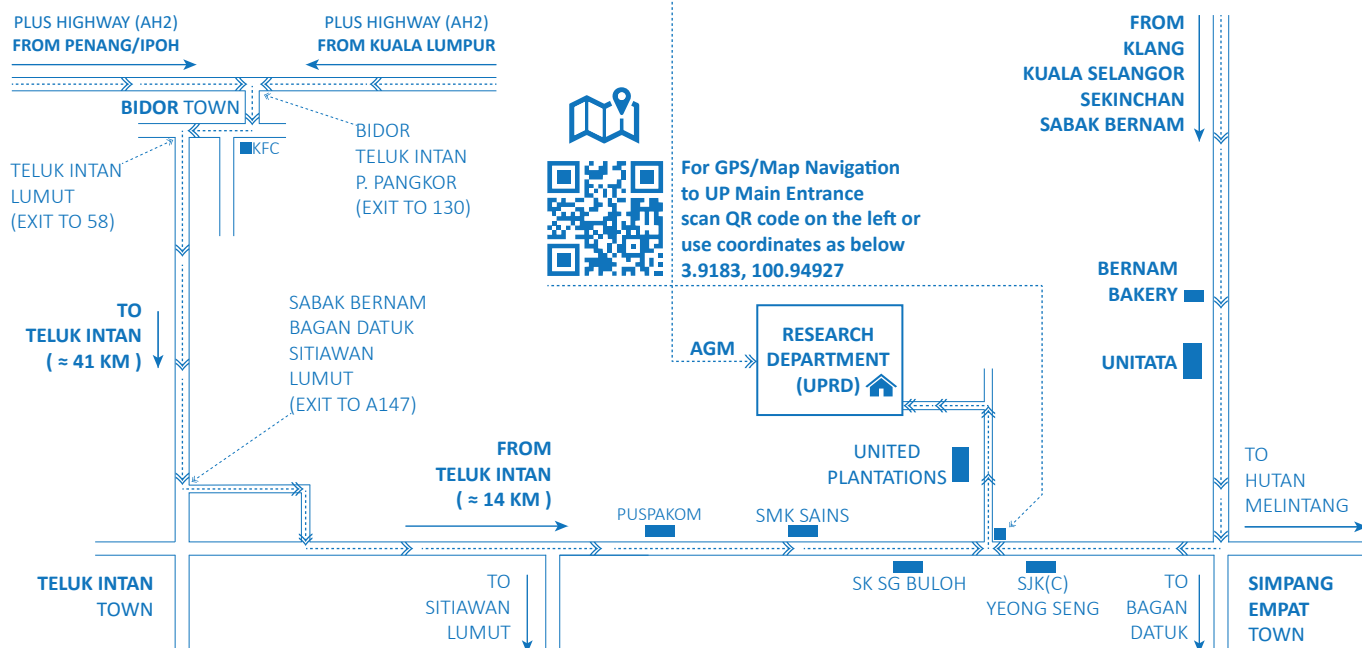 PLUS HIGHWAY (AH2)
FROM PENANG/IPOH
PLUS HIGHWAY (AH2)
FROM KUALA LUMPUR
FROM
KLANG
KUALA SELANGOR
SEKINCHAN
SABAK BERNAM
BIDOR TOWN
KFC
BIDOR
TELUK INTAN
P. PANGKOR
(EXIT TO 130)
TELUK INTAN
LUMUT
(EXIT TO 58)
For GPS/Map Navigation
to UP Main Entrance
scan QR code on the left or
use coordinates as below
3.9183, 100.94927
BERNAM
BAKERY
UNITATA
TO
TELUK INTAN
( ≈ 41 KM )
SABAK BERNAM
BAGAN DATUK
SITIAWAN
LUMUT
(EXIT TO A147)
AGM
RESEARCH
DEPARTMENT
(UPRD)
FROM
TELUK INTAN
( ≈ 14 KM )
UNITED
PLANTATIONS
TO
HUTAN
MELINTANG
PUSPAKOM
SMK SAINS
TELUK INTAN
TOWN
TO
SITIAWAN
LUMUT
SK SG BULOH
SJK(C)
YEONG SENG
TO
BAGAN
DATUK
SIMPANG
EMPAT
TOWN